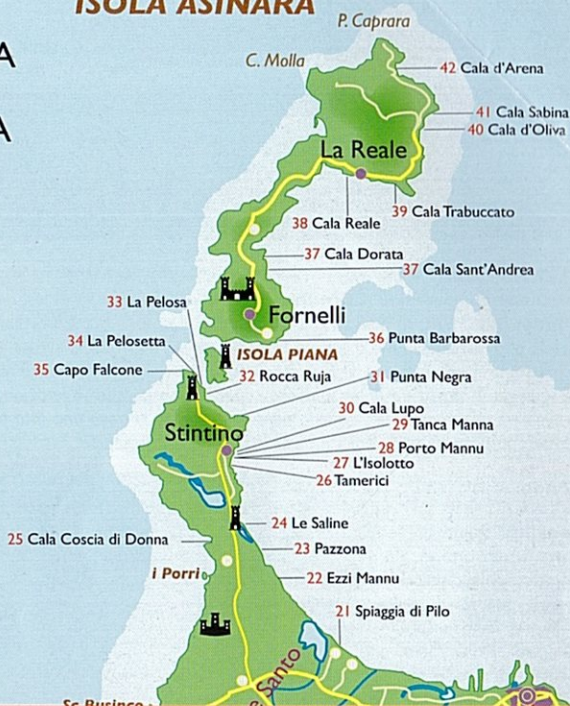 ISOLA ASINARA
P. Caprara
C. Molla
A
42 Cala d'Arena
41 Cala Sabina
40 Cala d'Oliva
A
La Reale
39 Cala Trabuccato
38 Cala Reale
37 Cala Dorata
37 Cala Sant'Andrea
33 La Pelosa
Fornelli
34 La Pelosetta
36 Punta Barbarossa
ISOLA PIANA
35 Capo Falcone
32 Rocca Ruja
31 Punta Negra
30 Cala Lupo
29 Tanca Manna
Stintino
28 Porto Mannu
27 L'Isolotto
26 Tamerici
24 Le Saline
25 Cala Coscia di Donna
23 Pazzona
i Porri
22 Ezzi Mannu
21 Spiaggia di Pilo
Santo